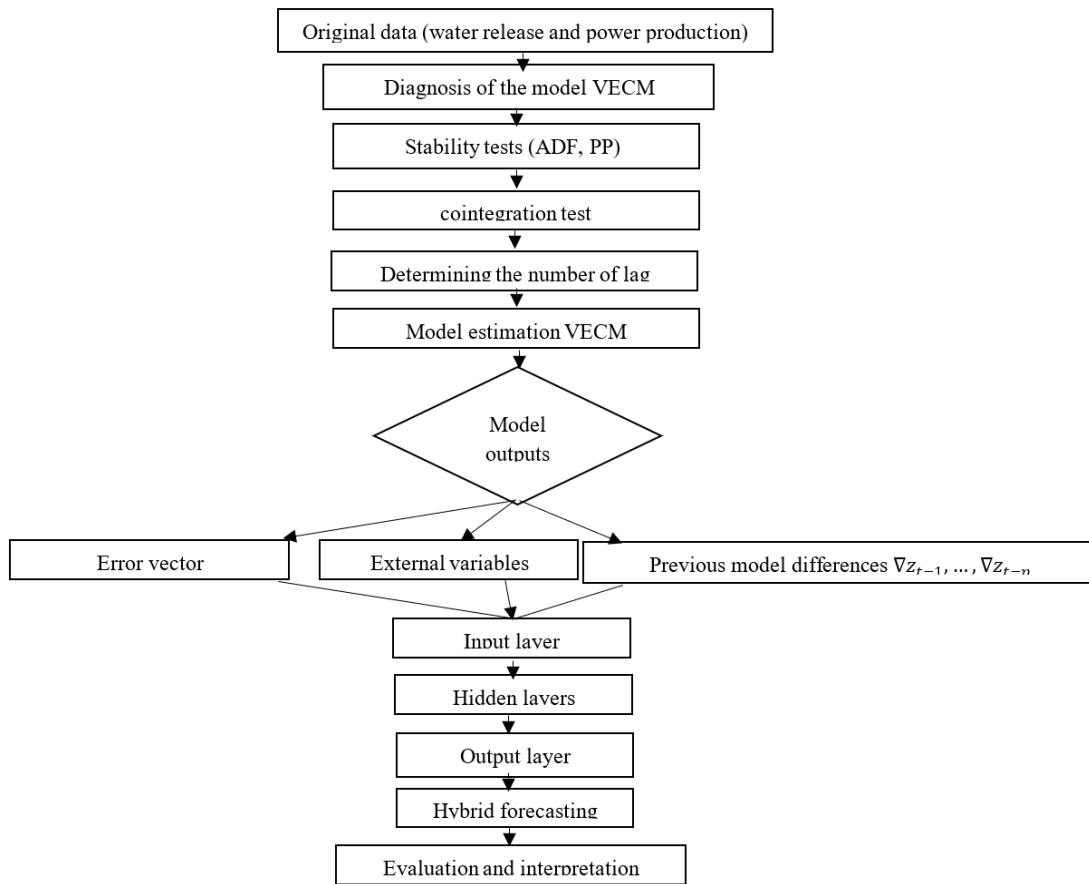 Original data (water release and power production)
Diagnosis of the model VECM
Stability tests (ADF, PP)
cointegration test
Determining the number of lag
Model estimation VECM
Model
outputs
Error vector
External variables
Previous model differences ∇z_{t−1}, … , ∇z_{t−p}
Input layer
Hidden layers
Output layer
Hybrid forecasting
Evaluation and interpretation